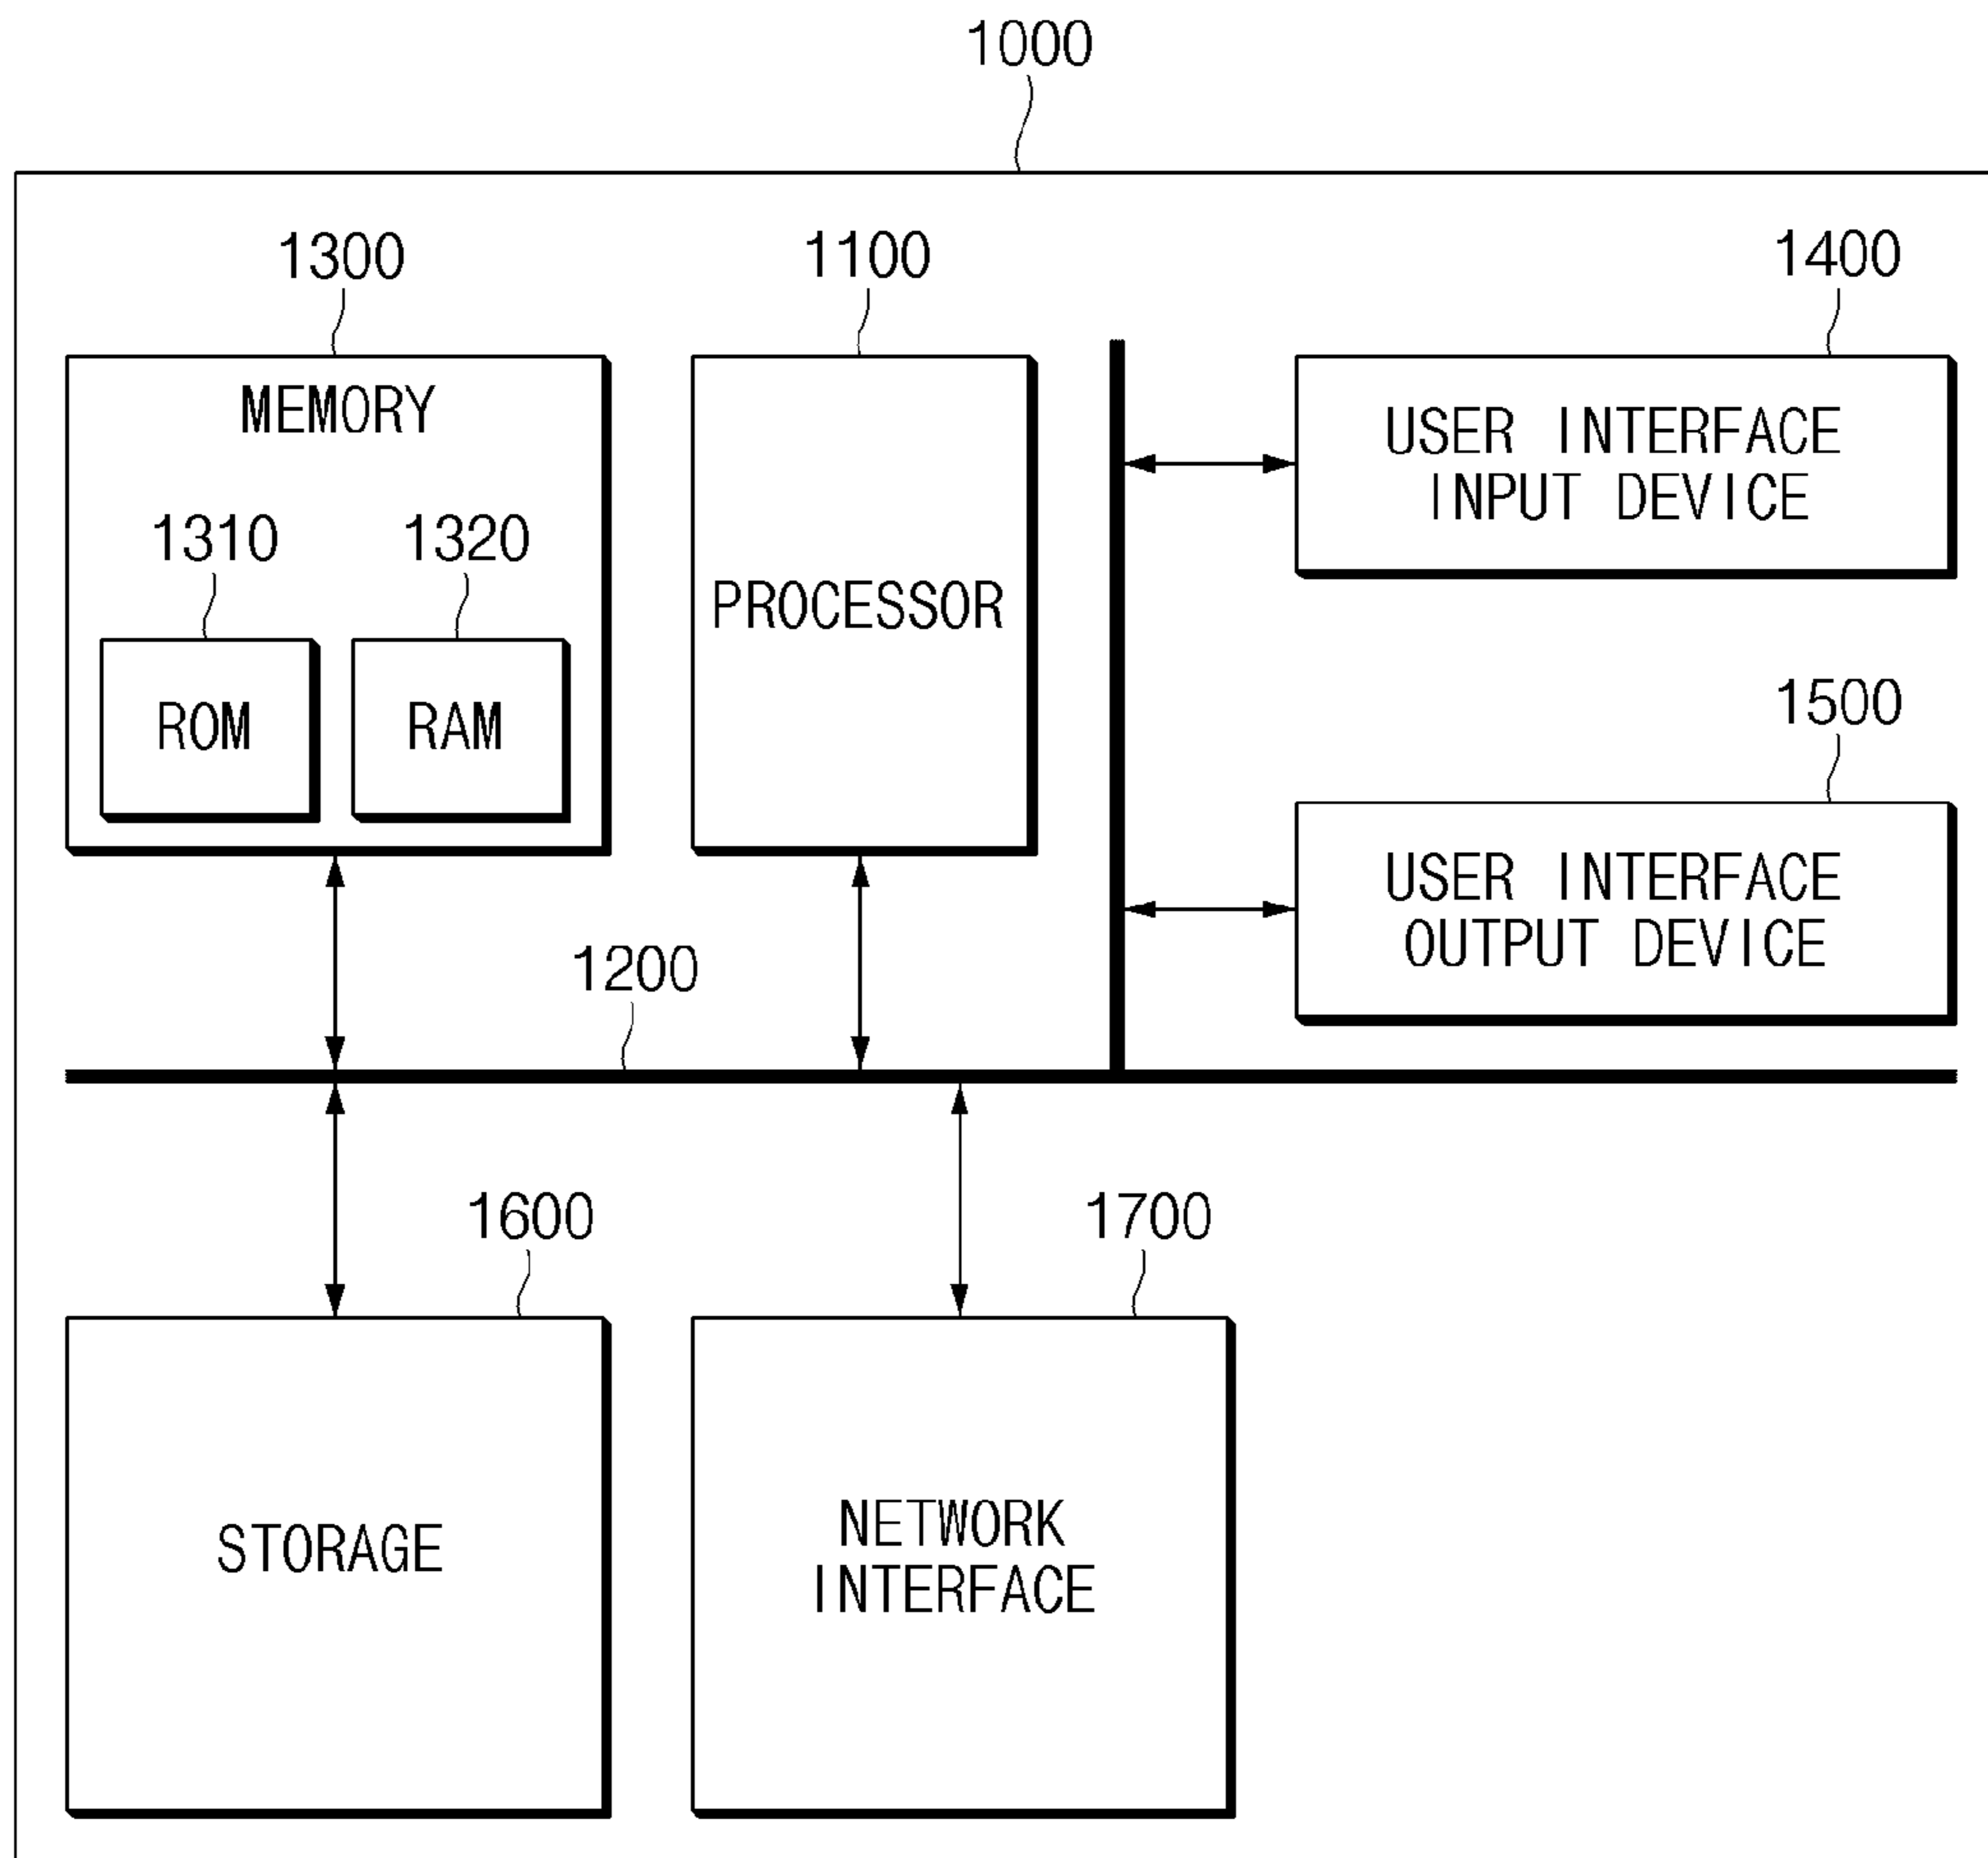 1000
1300
1100
1400
MEMORY
USER INTERFACE
INPUT DEVICE
1310
1320
PROCESSOR
ROM
RAM
1500
USER INTERFACE
OUTPUT DEVICE
1200
1600
1700
STORAGE
NETWORK
INTERFACE